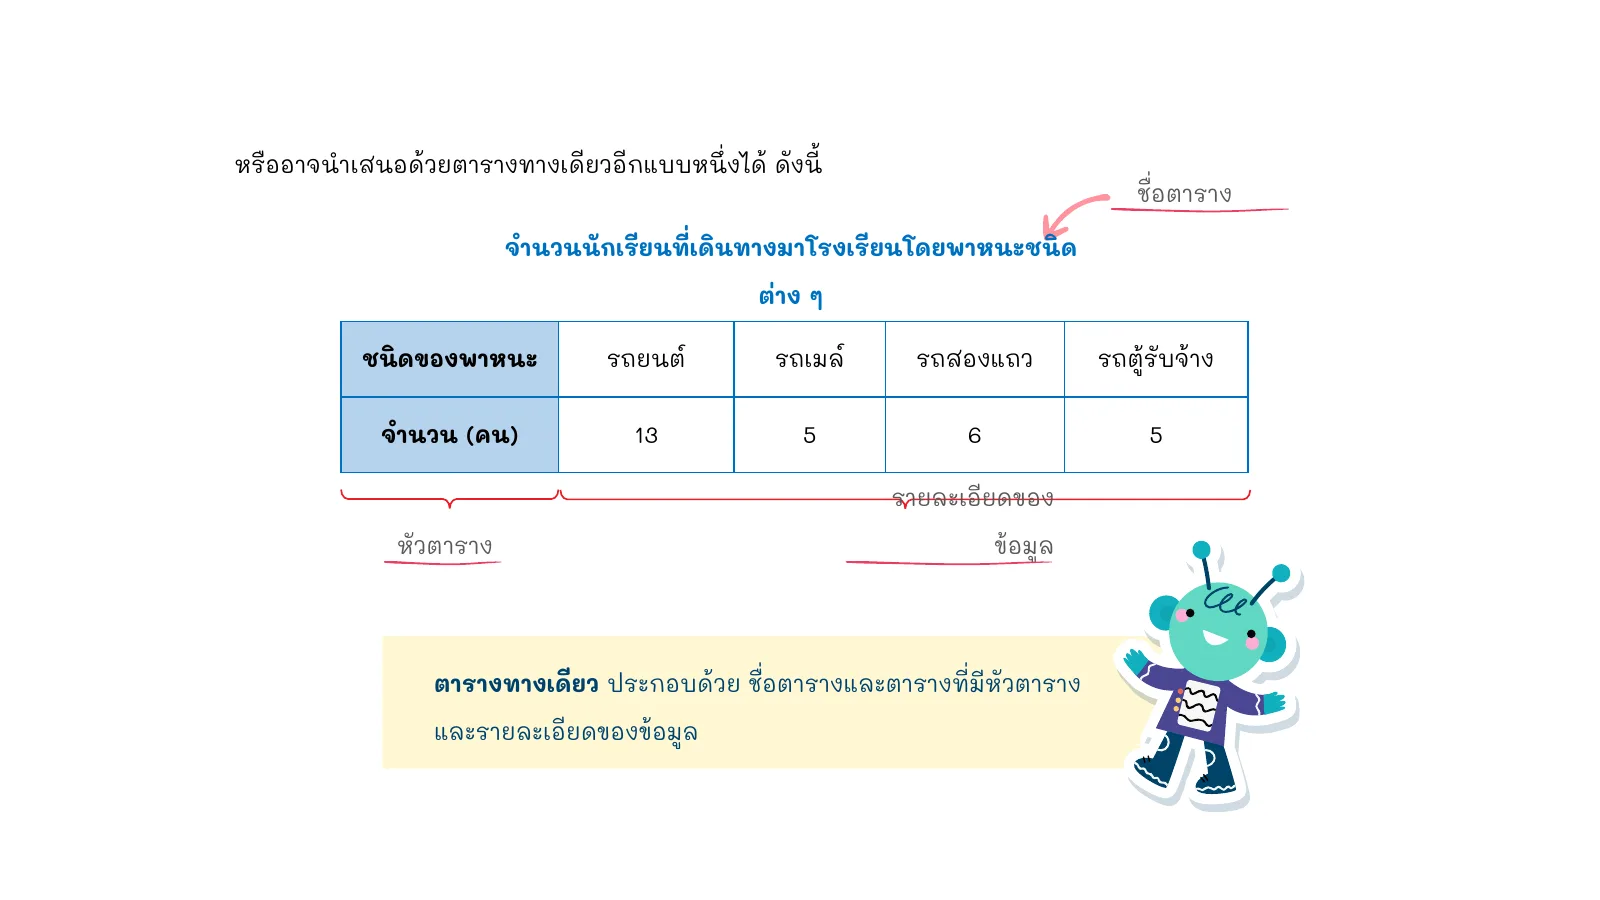 หรืออาจนำเสนอด้วยตารางทางเดียวอีกแบบหนึ่งได้ ดังนี้
ชื่อตาราง
จำนวนนักเรียนที่เดินทางมาโรงเรียนโดยพาหนะชนิด
ต่าง ๆ
ชนิดของพาหนะ รถยนต์ รถเมล์ รถสองแถว รถตู้รับจ้าง
จำนวน (คน) 13 5 6 5
รายละเอียดของ
หัวตาราง ข้อมูล
ตารางทางเดียว ประกอบด้วย ชื่อตารางและตารางที่มีหัวตาราง
และรายละเอียดของข้อมูล